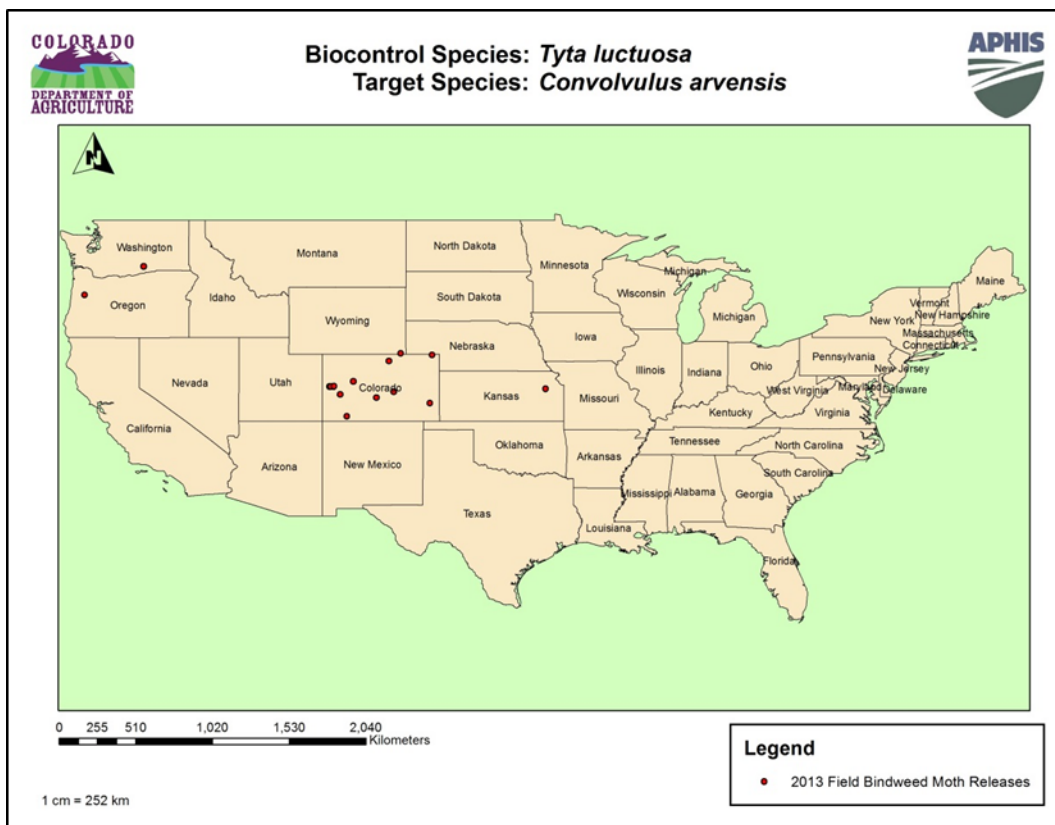 COLORADO
DEPARTMENT OF
AGRICULTURE
Biocontrol Species: Tyta luctuosa
Target Species: Convolvulus arvensis
APHIS
N
Washington
Montana
North Dakota
Minnesota
Michigan
Maine
Oregon
Idaho
South Dakota
Wisconsin
Vermont
New Hampshire
Wyoming
Michigan
New York
Massachusetts
Connecticut
Nebraska
Iowa
Pennsylvania
Nevada
Utah
Colorado
Illinois
Indiana
Ohio
New Jersey
Kansas
Missouri
West Virginia
Maryland
Delaware
California
Kentucky
Virginia
Arizona
New Mexico
Oklahoma
Arkansas
Tennessee
North Carolina
South Carolina
Texas
Mississippi
Alabama
Georgia
Louisiana
Florida
0 255 510 1,020 1,530 2,040
Kilometers
1 cm = 252 km
Legend
2013 Field Bindweed Moth Releases